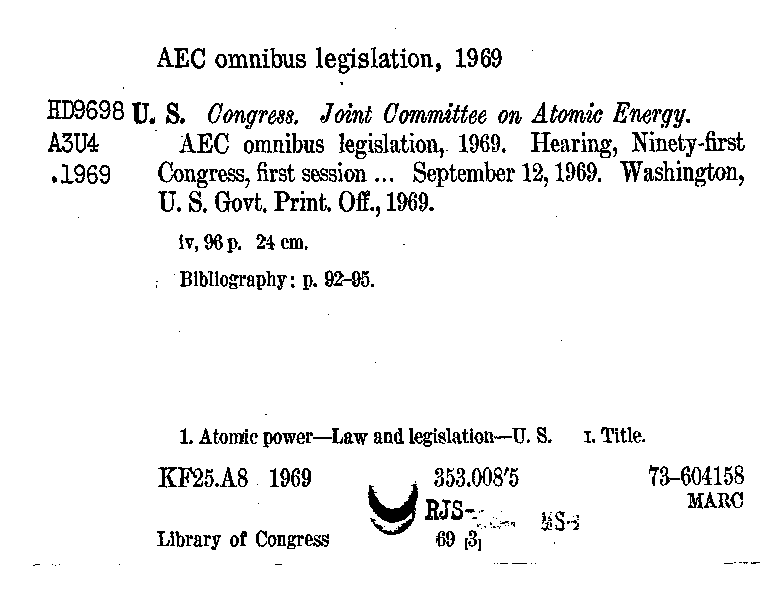 AEC omnibus legislation, 1969
HD9698 U. S. Congress. Joint Committee on Atomic Energy.
A3U4 AEC omnibus legislation, 1969. Hearing, Ninety-first
.1969 Congress, first session ... September 12, 1969. Washington,
U. S. Govt. Print. Off., 1969.
iv, 96 p. 24 cm.
Bibliography: p. 92–95.
1. Atomic power—Law and legislation—U. S. I. Title.
KF25.A8 1969 353.008′5 73–604158
MARC
RJS-
Library of Congress 69 [3]